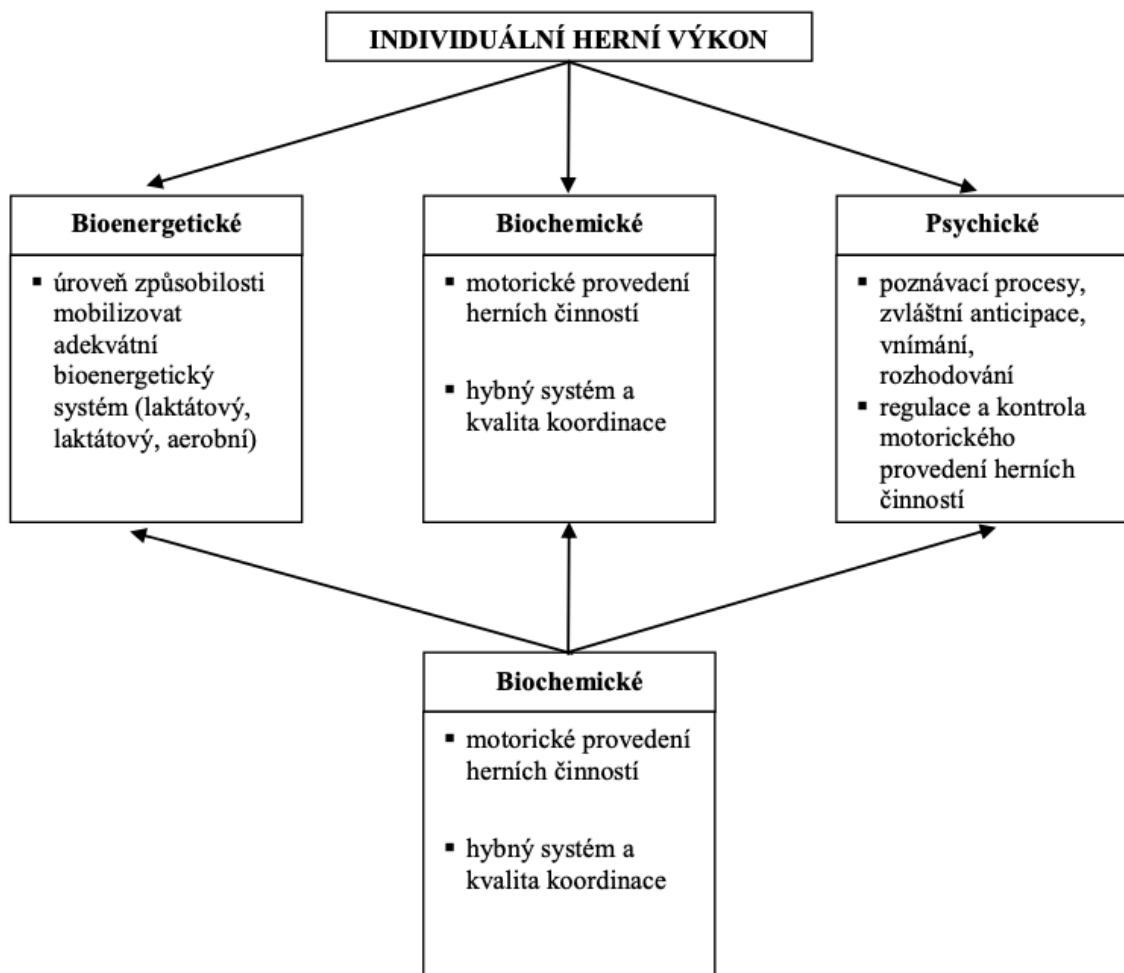 INDIVIDUÁLNÍ HERNÍ VÝKON
Bioenergetické
▪ úroveň způsobilosti
mobilizovat
adekvátní
bioenergetický
systém (laktátový,
laktátový, aerobní)
Biochemické
▪ motorické provedení
herních činností
▪ hybný systém a
kvalita koordinace
Psychické
▪ poznávací procesy,
zvláštní anticipace,
vnímání,
rozhodování
▪ regulace a kontrola
motorického
provedení herních
činností
Biochemické
▪ motorické provedení
herních činností
▪ hybný systém a
kvalita koordinace